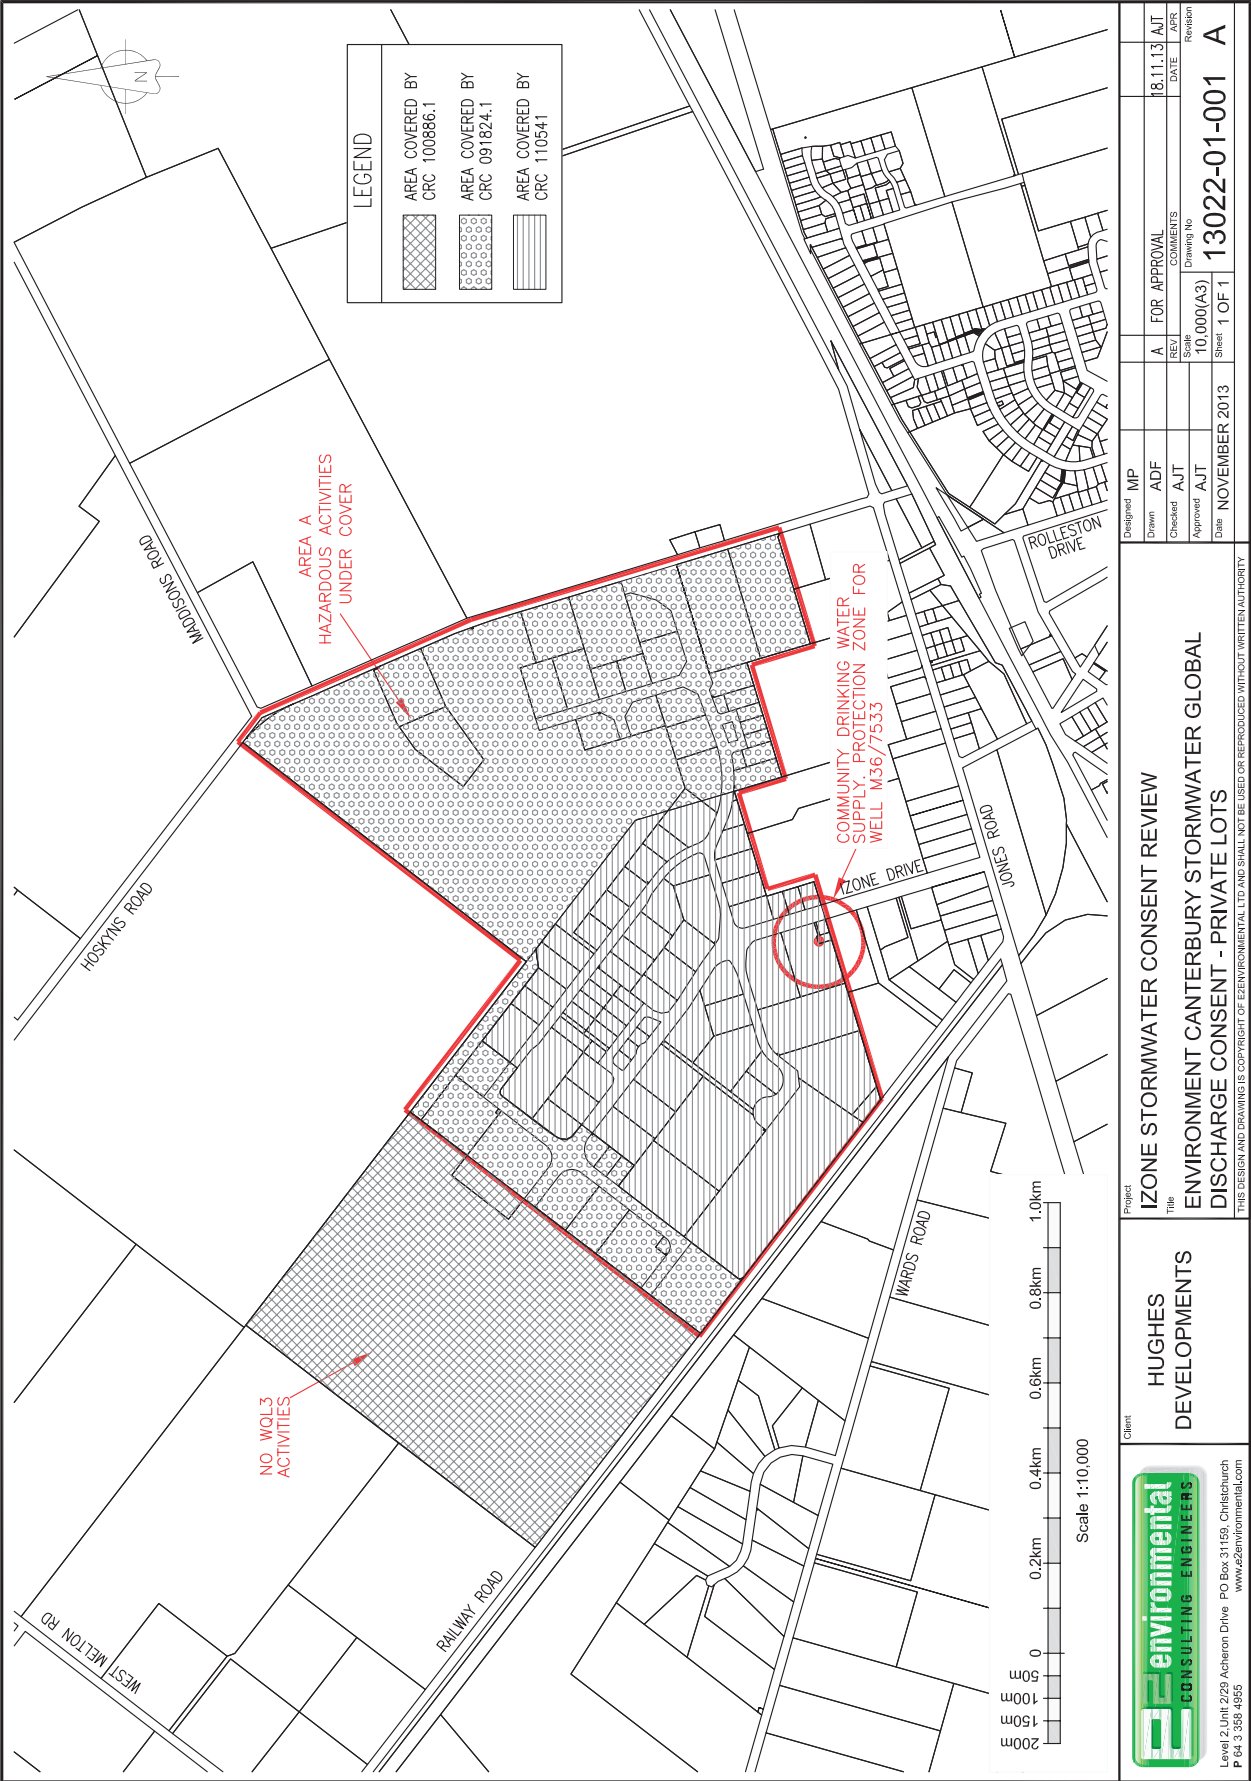 N
LEGEND
AREA COVERED BY
CRC 100886.1
AREA COVERED BY
CRC 091824.1
AREA COVERED BY
CRC 110541
MADDISONS ROAD
HOSKYNS ROAD
AREA A
HAZARDOUS ACTIVITIES
UNDER COVER
COMMUNITY DRINKING WATER
SUPPLY. PROTECTION ZONE FOR
WELL M36/7533
IZONE DRIVE
JONES ROAD
ROLLESTON
DRIVE
NO WQL3
ACTIVITIES
WEST MELTON RD
RAILWAY ROAD
WARDS ROAD
200m 150m 100m 50m 0 0.2km 0.4km 0.6km 0.8km 1.0km
Scale 1:10,000
E2 environmental
CONSULTING ENGINEERS
Level 2,Unit 2/29 Acheron Drive PO Box 31159, Christchurch
P 64 3 358 4955 www.e2environmental.com
Client
HUGHES
DEVELOPMENTS
Project
IZONE STORMWATER CONSENT REVIEW
Title
ENVIRONMENT CANTERBURY STORMWATER GLOBAL
DISCHARGE CONSENT - PRIVATE LOTS
THIS DESIGN AND DRAWING IS COPYRIGHT OF E2ENVIRONMENTAL LTD AND SHALL NOT BE USED OR REPRODUCED WITHOUT WRITTEN AUTHORITY
Designed MP
Drawn ADF
Checked AJT
Approved AJT
Date NOVEMBER 2013
A FOR APPROVAL 18.11.13 AJT
REV COMMENTS DATE APR
Scale
10,000(A3)
Sheet 1 OF 1
Drawing No
13022-01-001
Revision
A